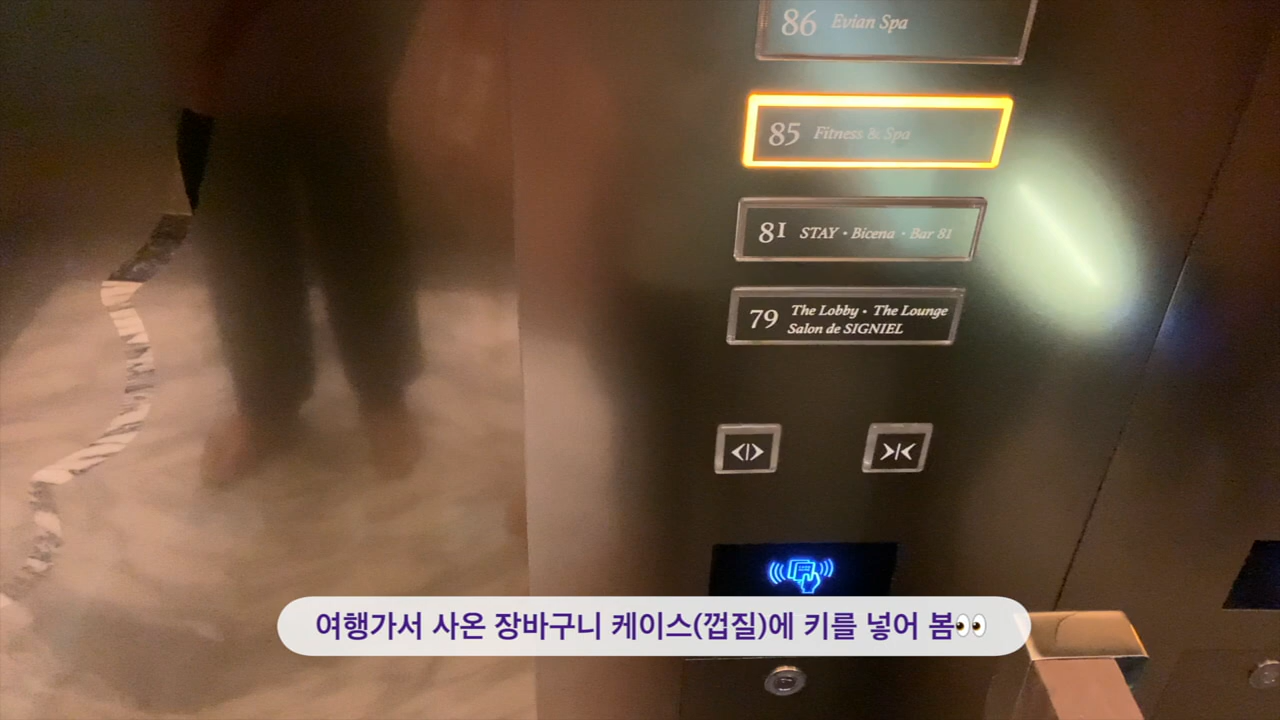 86 Evian Spa
85 Fitness & Spa
81 STAY • Bicena • Bar 81
79 The Lobby • The Lounge
Salon de SIGNIEL
여행가서 사온 장바구니 케이스(껍질)에 키를 넣어 봄👀